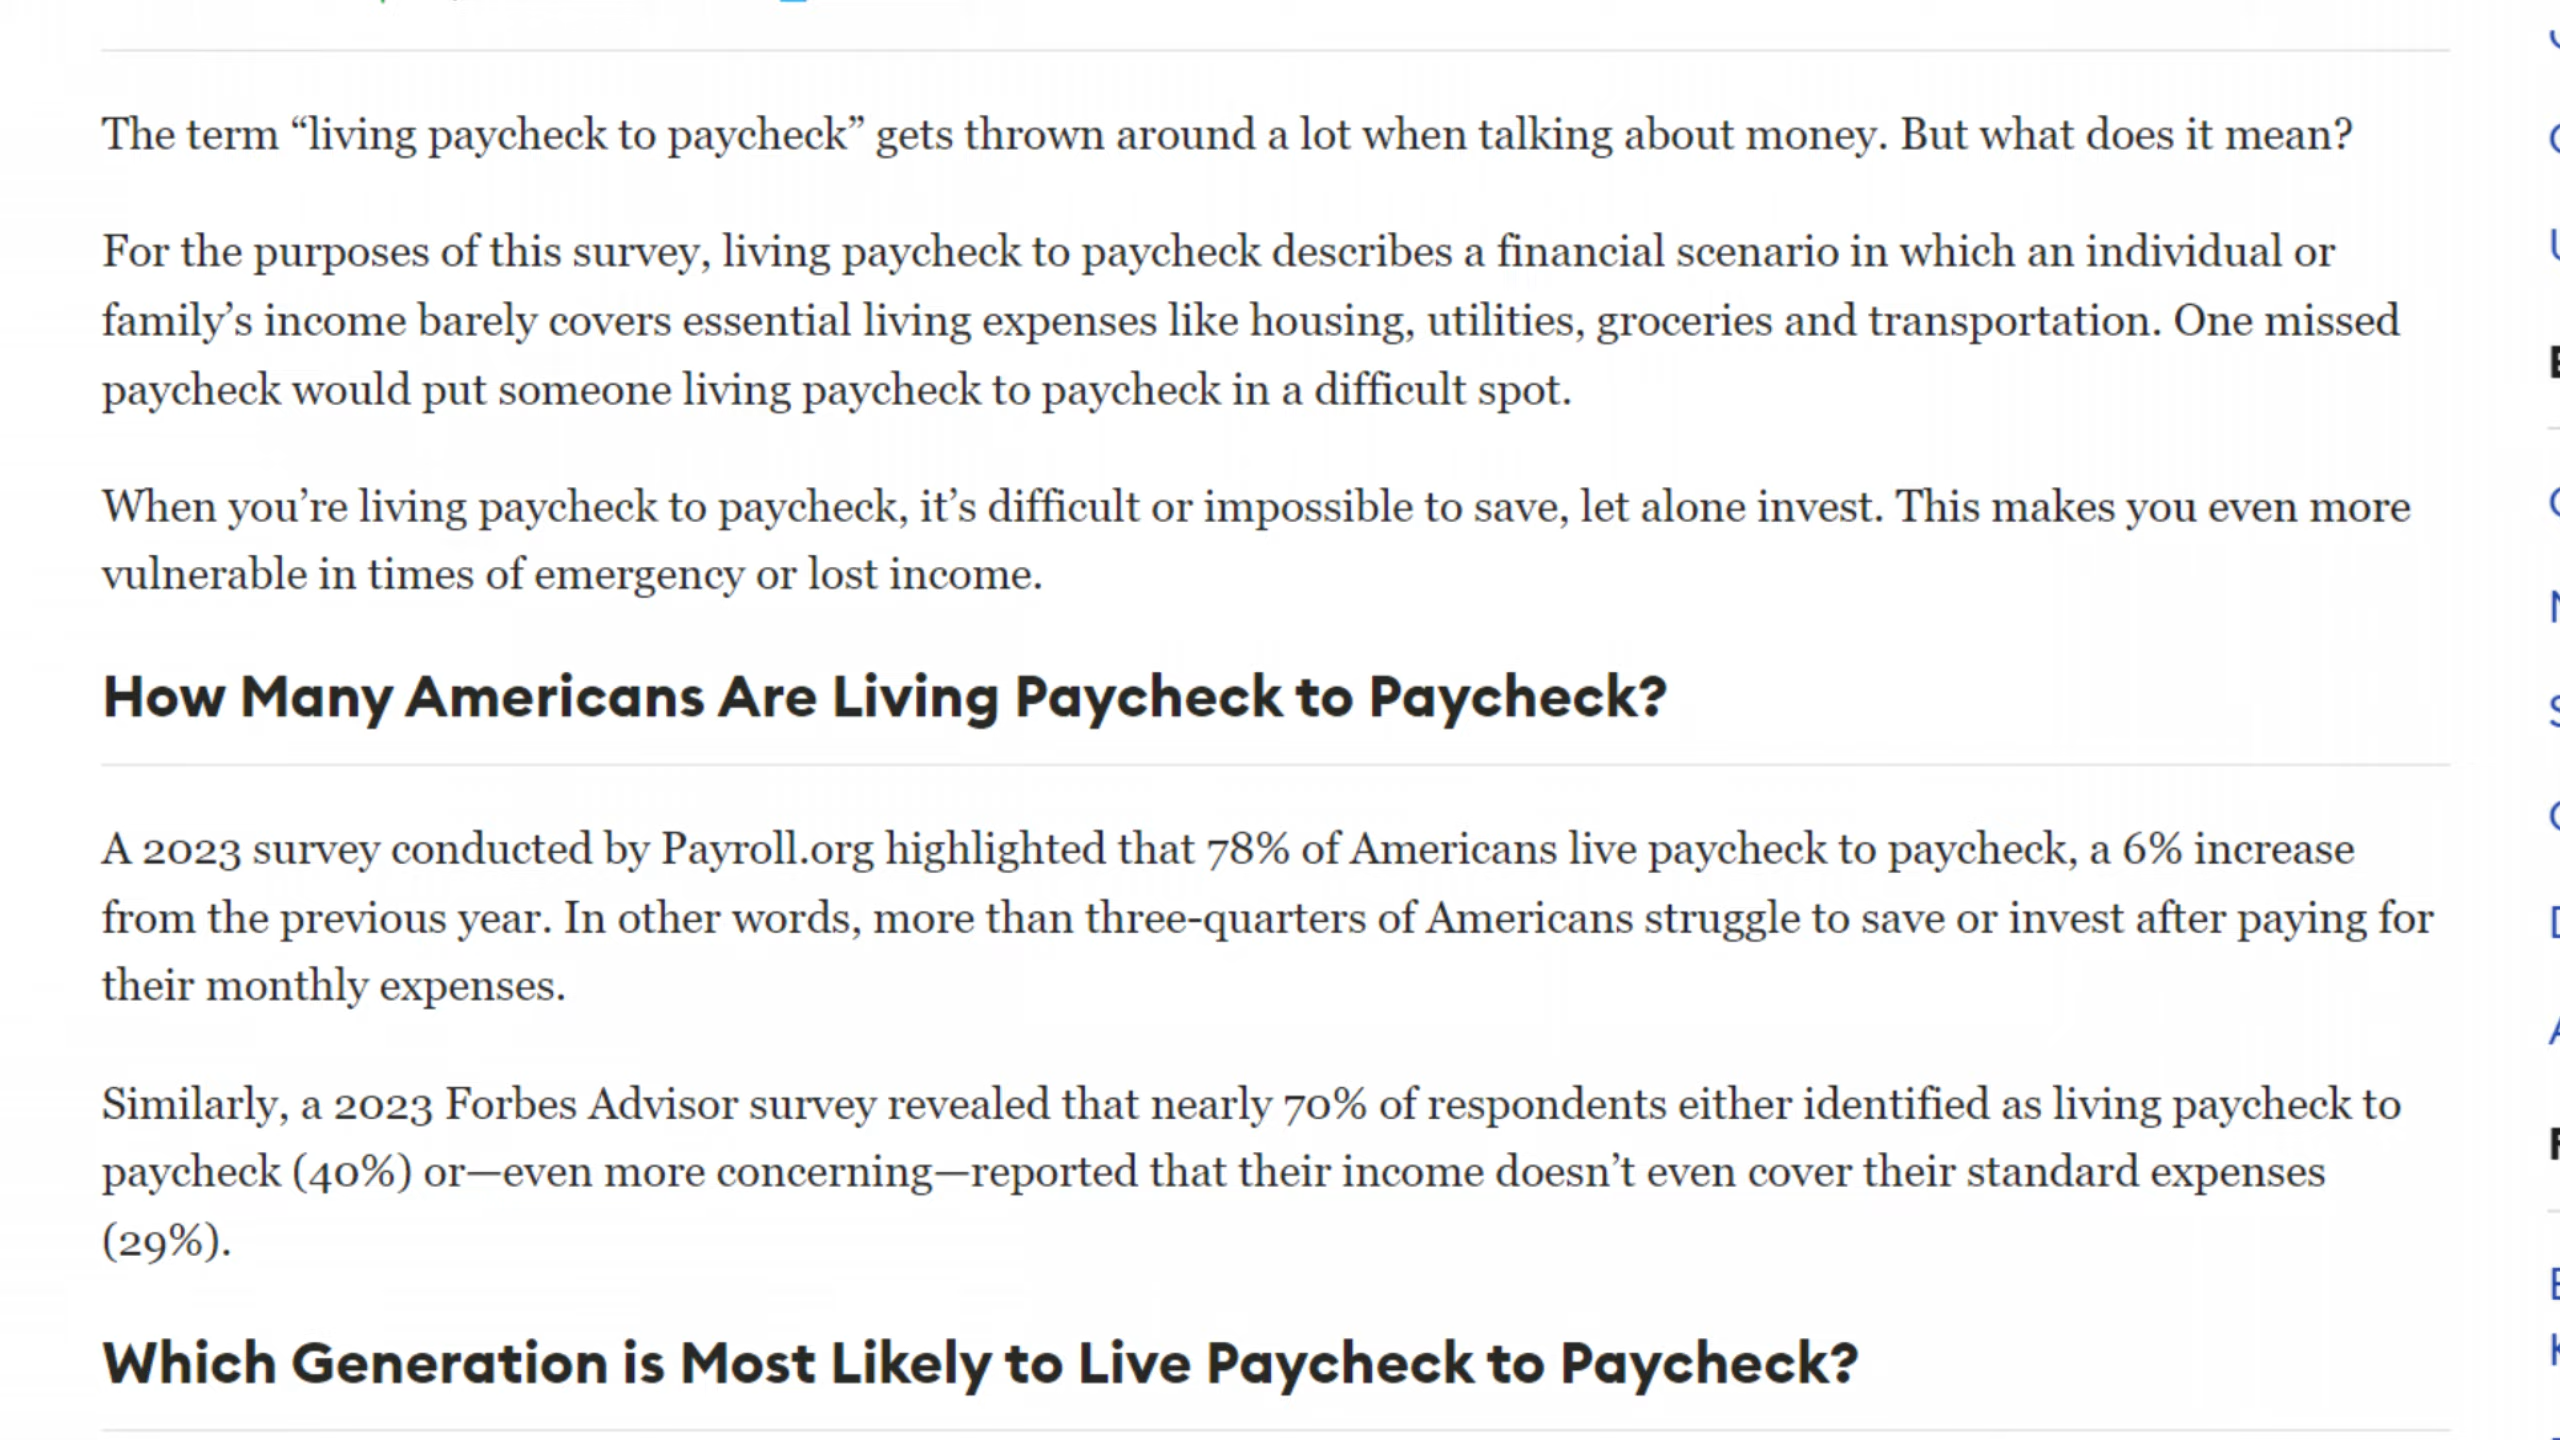 The term “living paycheck to paycheck” gets thrown around a lot when talking about money. But what does it mean?
For the purposes of this survey, living paycheck to paycheck describes a financial scenario in which an individual or
family’s income barely covers essential living expenses like housing, utilities, groceries and transportation. One missed
paycheck would put someone living paycheck to paycheck in a difficult spot.
When you’re living paycheck to paycheck, it’s difficult or impossible to save, let alone invest. This makes you even more
vulnerable in times of emergency or lost income.
How Many Americans Are Living Paycheck to Paycheck?
A 2023 survey conducted by Payroll.org highlighted that 78% of Americans live paycheck to paycheck, a 6% increase
from the previous year. In other words, more than three-quarters of Americans struggle to save or invest after paying for
their monthly expenses.
Similarly, a 2023 Forbes Advisor survey revealed that nearly 70% of respondents either identified as living paycheck to
paycheck (40%) or—even more concerning—reported that their income doesn’t even cover their standard expenses
(29%).
Which Generation is Most Likely to Live Paycheck to Paycheck?